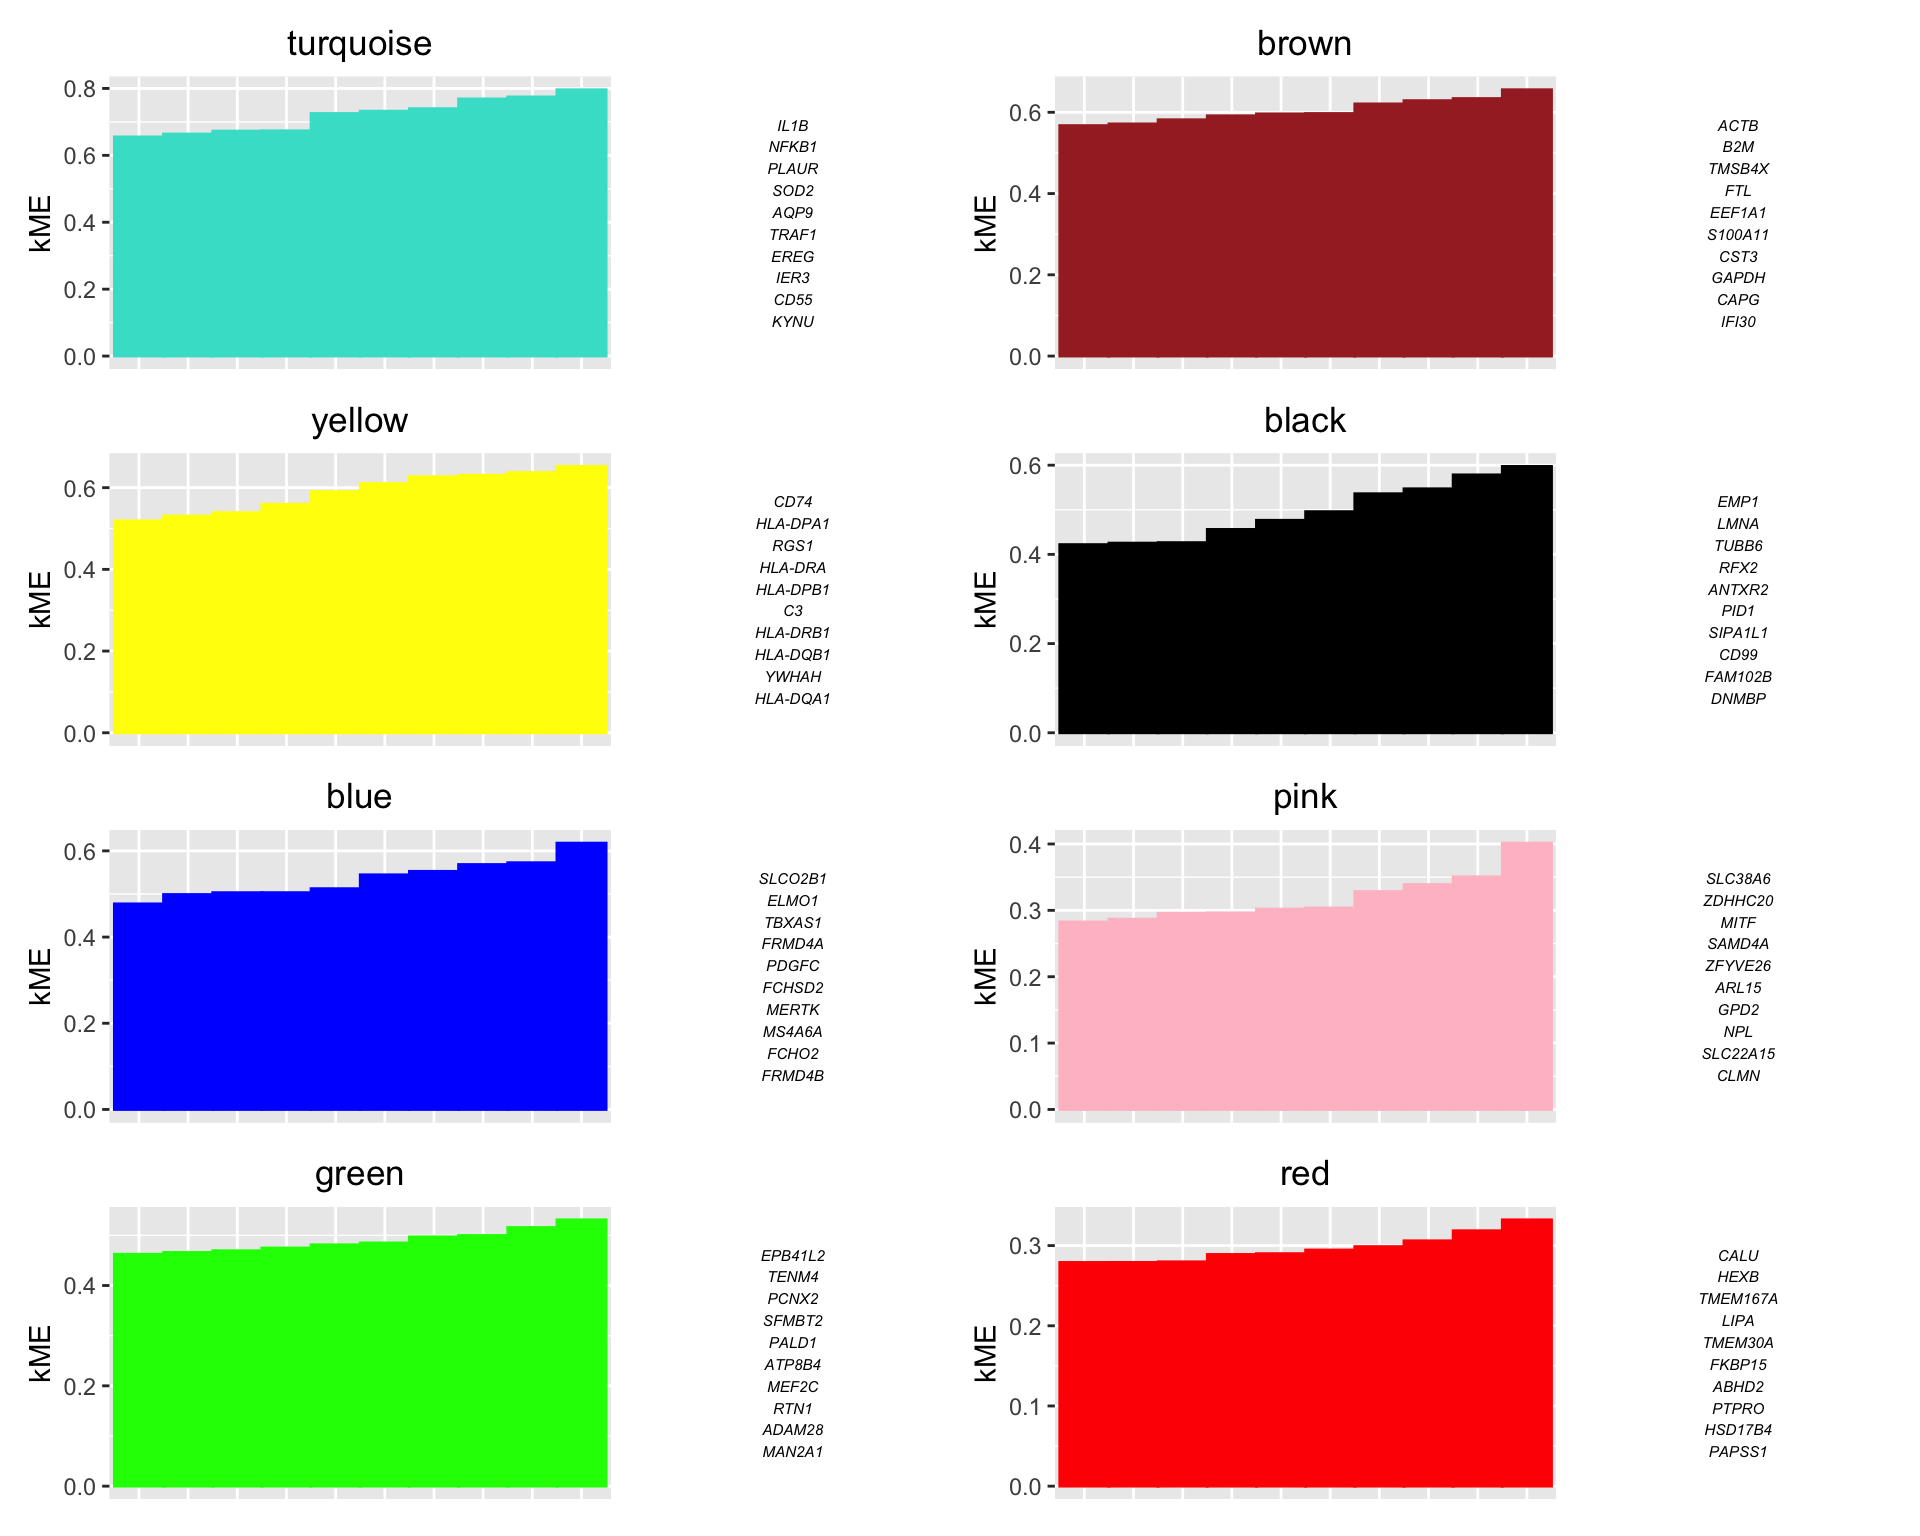 turquoise
kME
0.8
0.6
0.4
0.2
0.0
IL1B
NFKB1
PLAUR
SOD2
AQP9
TRAF1
EREG
IER3
CD55
KYNU
brown
kME
0.6
0.4
0.2
0.0
ACTB
B2M
TMSB4X
FTL
EEF1A1
S100A11
CST3
GAPDH
CAPG
IFI30
yellow
kME
0.6
0.4
0.2
0.0
CD74
HLA-DPA1
RGS1
HLA-DRA
HLA-DPB1
C3
HLA-DRB1
HLA-DQB1
YWHAH
HLA-DQA1
black
kME
0.6
0.4
0.2
0.0
EMP1
LMNA
TUBB6
RFX2
ANTXR2
PID1
SIPA1L1
CD99
FAM102B
DNMBP
blue
kME
0.6
0.4
0.2
0.0
SLCO2B1
ELMO1
TBXAS1
FRMD4A
PDGFC
FCHSD2
MERTK
MS4A6A
FCHO2
FRMD4B
pink
kME
0.4
0.3
0.2
0.1
0.0
SLC38A6
ZDHHC20
MITF
SAMD4A
ZFYVE26
ARL15
GPD2
NPL
SLC22A15
CLMN
green
kME
0.4
0.2
0.0
EPB41L2
TENM4
PCNX2
SFMBT2
PALD1
ATP8B4
MEF2C
RTN1
ADAM28
MAN2A1
red
kME
0.3
0.2
0.1
0.0
CALU
HEXB
TMEM167A
LIPA
TMEM30A
FKBP15
ABHD2
PTPRO
HSD17B4
PAPSS1